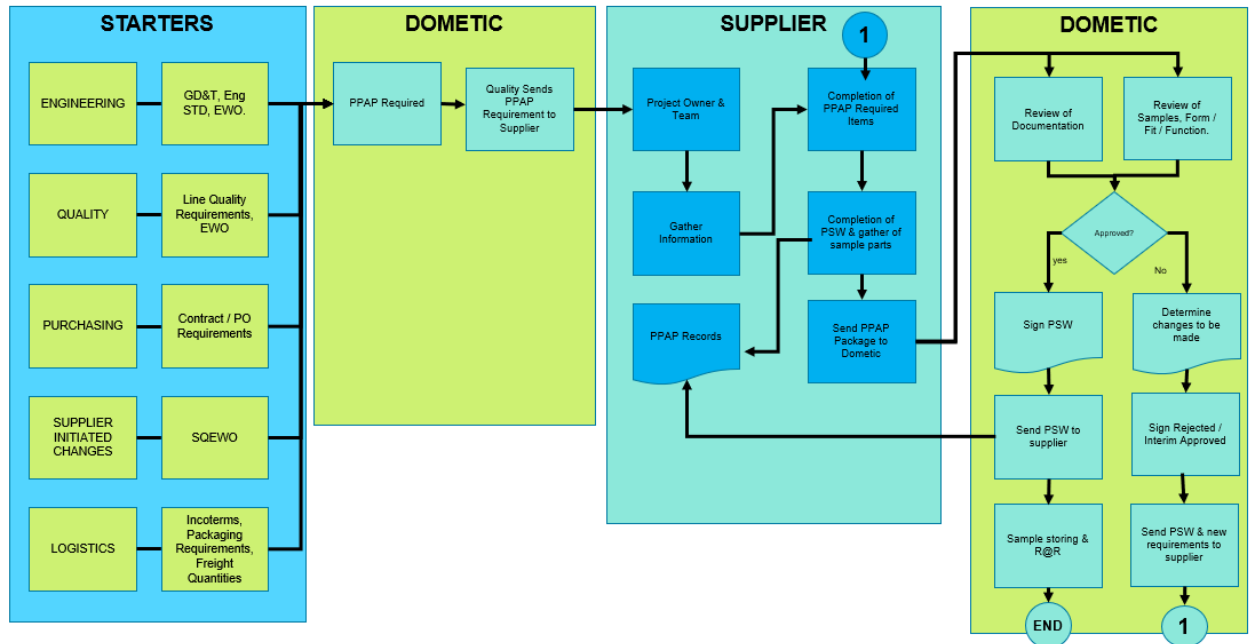 STARTERS
ENGINEERING
GD&T, Eng
STD, EWO.
QUALITY
Line Quality
Requirements,
EWO
PURCHASING
Contract / PO
Requirements
SUPPLIER
INITIATED
CHANGES
SQEWO
LOGISTICS
Incoterms,
Packaging
Requirements,
Freight
Quantities
DOMETIC
PPAP Required
Quality Sends
PPAP
Requirement to
Supplier
SUPPLIER
1
Project Owner &
Team
Completion of
PPAP Required
Items
Gather
Information
Completion of
PSW & gather of
sample parts
PPAP Records
Send PPAP
Package to
Dometic
DOMETIC
Review of
Documentation
Review of
Samples, Form /
Fit / Function.
Approved?
yes
No
Sign PSW
Determine
changes to be
made
Send PSW to
supplier
Sign Rejected /
Interim Approved
Sample storing &
R@R
Send PSW & new
requirements to
supplier
END
1